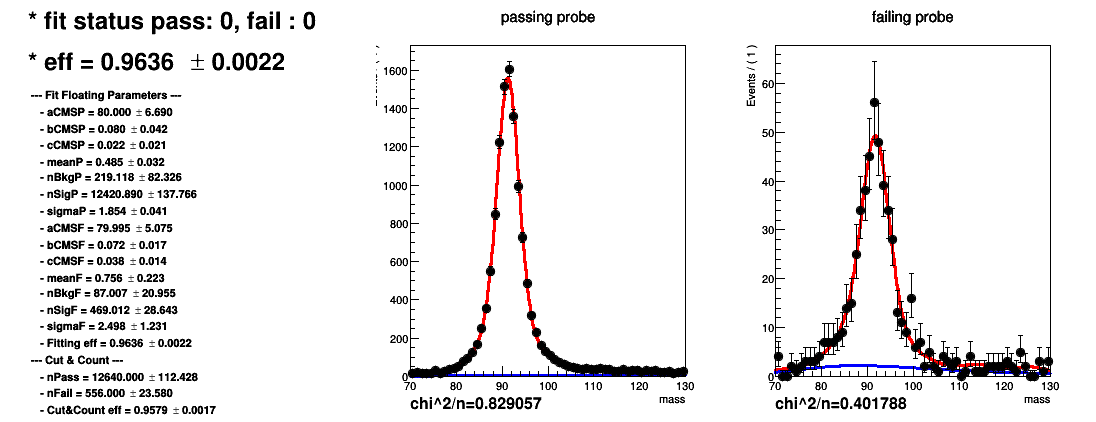 * fit status pass: 0, fail : 0
* eff = 0.9636 ± 0.0022
--- Fit Floating Parameters ---
- aCMSP = 80.000 ± 6.690
- bCMSP = 0.080 ± 0.042
- cCMSP = 0.022 ± 0.021
- meanP = 0.485 ± 0.032
- nBkgP = 219.118 ± 82.326
- nSigP = 12420.890 ± 137.766
- sigmaP = 1.854 ± 0.041
- aCMSF = 79.995 ± 5.075
- bCMSF = 0.072 ± 0.017
- cCMSF = 0.038 ± 0.014
- meanF = 0.756 ± 0.223
- nBkgF = 87.007 ± 20.955
- nSigF = 469.012 ± 28.643
- sigmaF = 2.498 ± 1.231
- Fitting eff = 0.9636 ± 0.0022
--- Cut & Count ---
- nPass = 12640.000 ± 112.428
- nFail = 556.000 ± 23.580
- Cut&Count eff = 0.9579 ± 0.0017
passing probe
1600
1400
1200
1000
800
600
400
200
0
70 80 90 100 110 120 130
mass
chi^2/n=0.829057
failing probe
Events / ( 1 )
60
50
40
30
20
10
0
70 80 90 100 110 120 130
mass
chi^2/n=0.401788